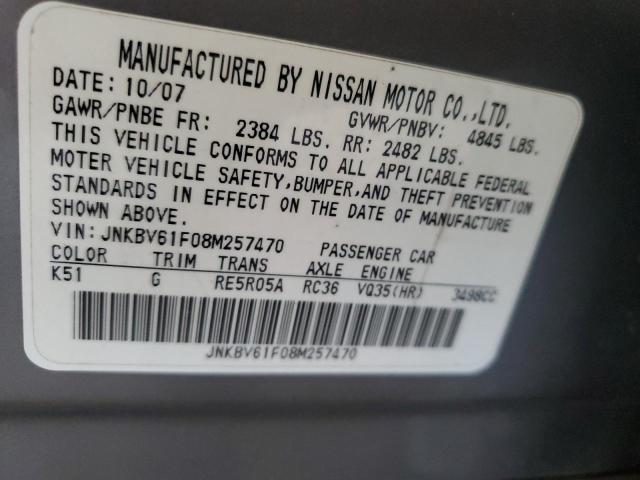 MANUFACTURED BY NISSAN MOTOR CO.,LTD.
DATE: 10/07 GVWR/PNBV: 4845 LBS.
GAWR/PNBE FR: 2384 LBS. RR: 2482 LBS.
THIS VEHICLE CONFORMS TO ALL APPLICABLE FEDERAL
MOTER VEHICLE SAFETY,BUMPER,AND THEFT PREVENTION
STANDARDS IN EFFECT ON THE DATE OF MANUFACTURE
SHOWN ABOVE.
VIN:JNKBV61F08M257470 PASSENGER CAR
COLOR TRIM TRANS AXLE ENGINE
K51 G RE5R05A RC36 VQ35(HR) 3498CC
JNKBV61F08M257470